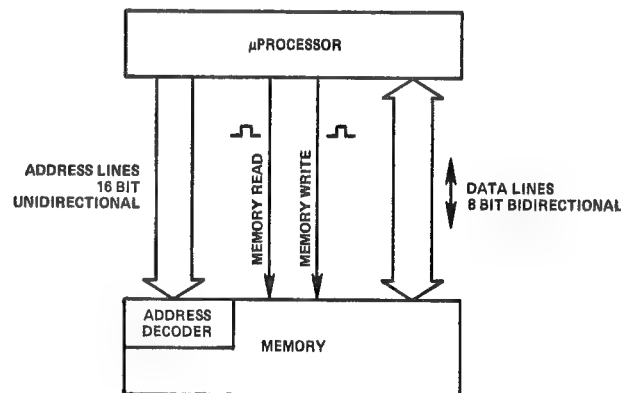 µPROCESSOR
ADDRESS LINES
16 BIT
UNIDIRECTIONAL
MEMORY READ
MEMORY WRITE
DATA LINES
8 BIT BIDIRECTIONAL
ADDRESS
DECODER
MEMORY